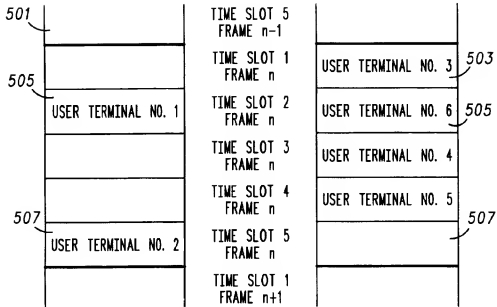 501
TIME SLOT 5
FRAME n-1
TIME SLOT 1
FRAME n
USER TERMINAL NO. 3
503
505
USER TERMINAL NO. 1
TIME SLOT 2
FRAME n
USER TERMINAL NO. 6
505
TIME SLOT 3
FRAME n
USER TERMINAL NO. 4
TIME SLOT 4
FRAME n
USER TERMINAL NO. 5
507
USER TERMINAL NO. 2
TIME SLOT 5
FRAME n
507
TIME SLOT 1
FRAME n+1